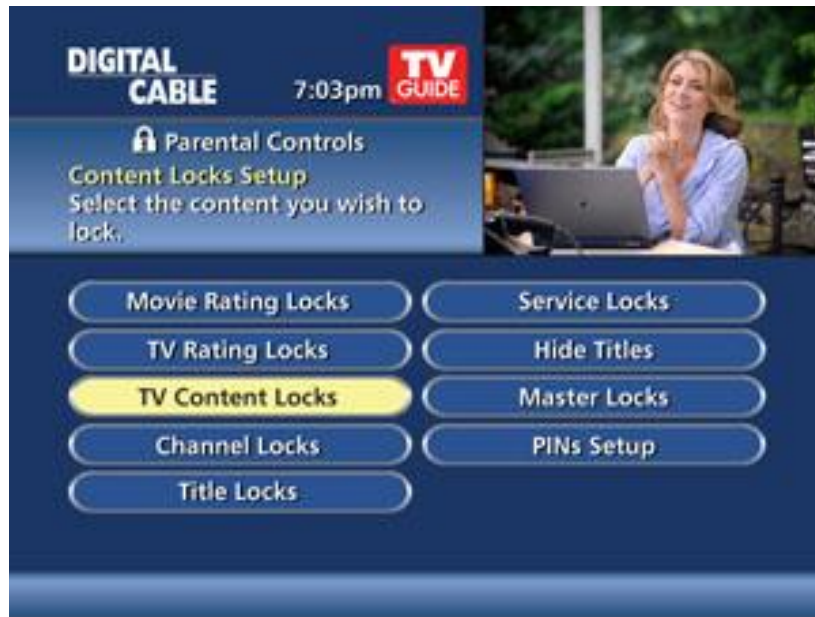 DIGITAL
CABLE
7:03pm
TV
GUIDE
Parental Controls
Content Locks Setup
Select the content you wish to
lock.
Movie Rating Locks
Service Locks
TV Rating Locks
Hide Titles
TV Content Locks
Master Locks
Channel Locks
PINs Setup
Title Locks